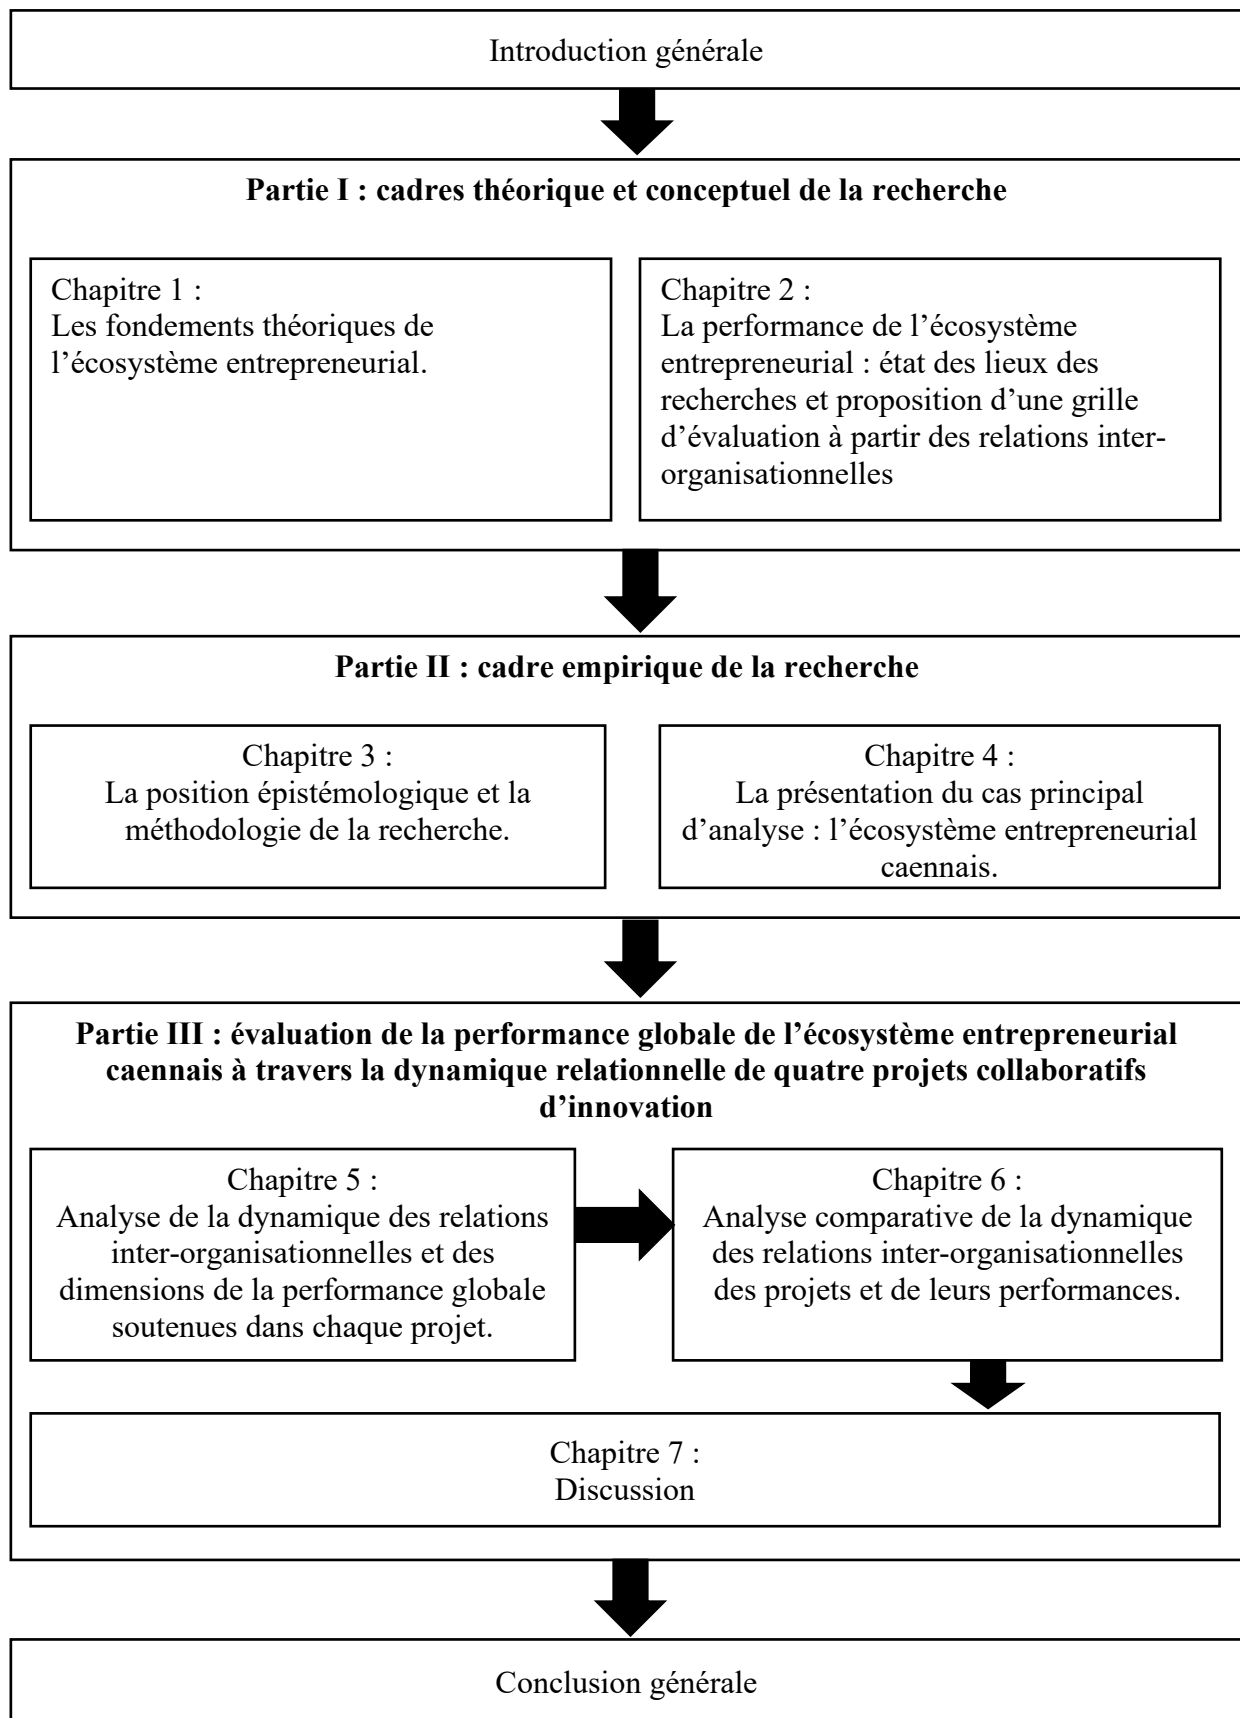 Introduction générale
Partie I : cadres théorique et conceptuel de la recherche
Chapitre 1 :
Les fondements théoriques de
l’écosystème entrepreneurial.
Chapitre 2 :
La performance de l’écosystème
entrepreneurial : état des lieux des
recherches et proposition d’une grille
d’évaluation à partir des relations inter-
organisationnelles
Partie II : cadre empirique de la recherche
Chapitre 3 :
La position épistémologique et la
méthodologie de la recherche.
Chapitre 4 :
La présentation du cas principal
d’analyse : l’écosystème entrepreneurial
caennais.
Partie III : évaluation de la performance globale de l’écosystème entrepreneurial
caennais à travers la dynamique relationnelle de quatre projets collaboratifs
d’innovation
Chapitre 5 :
Analyse de la dynamique des relations
inter-organisationnelles et des
dimensions de la performance globale
soutenues dans chaque projet.
Chapitre 6 :
Analyse comparative de la dynamique
des relations inter-organisationnelles
des projets et de leurs performances.
Chapitre 7 :
Discussion
Conclusion générale